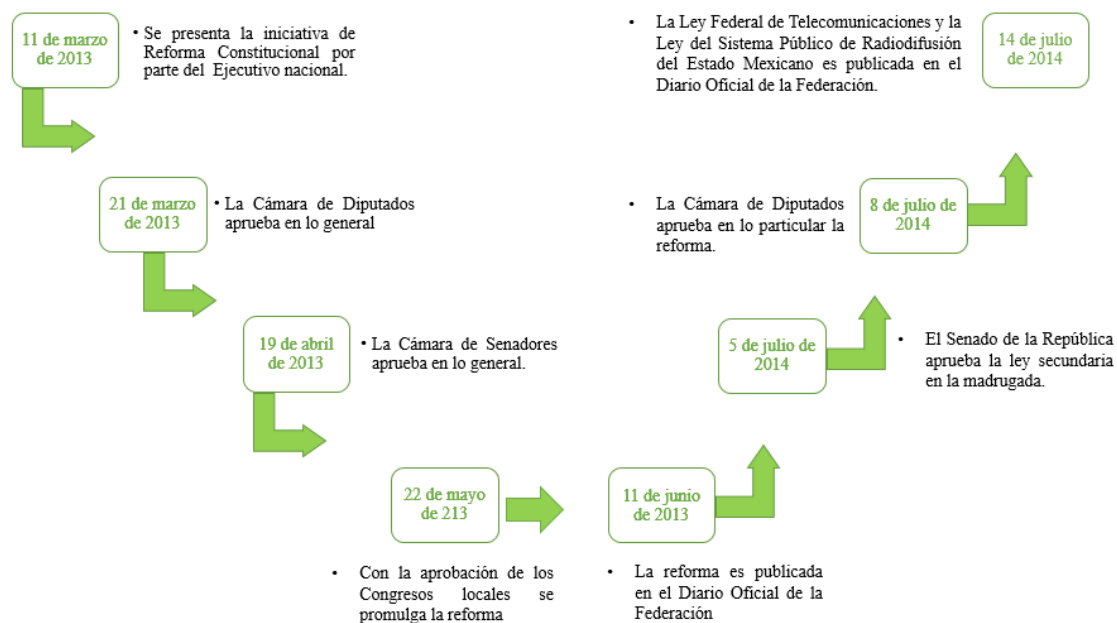 11 de marzo
de 2013
• Se presenta la iniciativa de
Reforma Constitucional por
parte del Ejecutivo nacional.
21 de marzo
de 2013
• La Cámara de Diputados
aprueba en lo general
19 de abril
de 2013
• La Cámara de Senadores
aprueba en lo general.
22 de mayo
de 213
• Con la aprobación de los
Congresos locales se
promulga la reforma
11 de junio
de 2013
• La reforma es publicada
en el Diario Oficial de la
Federación
5 de julio de
2014
• El Senado de la República
aprueba la ley secundaria
en la madrugada.
8 de julio de
2014
• La Cámara de Diputados
aprueba en lo particular la
reforma.
14 de julio
de 2014
• La Ley Federal de Telecomunicaciones y la
Ley del Sistema Público de Radiodifusión
del Estado Mexicano es publicada en el
Diario Oficial de la Federación.